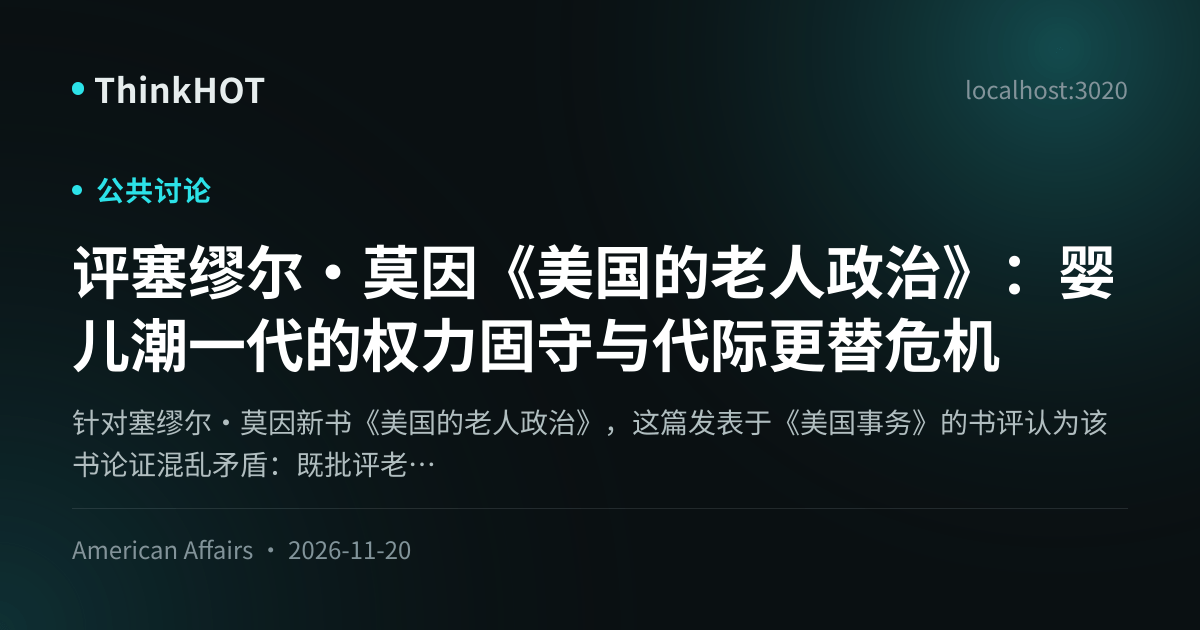 ThinkHOT
localhost:3020
公共讨论
评塞缪尔·莫因《美国的老人政治》：婴
儿潮一代的权力固守与代际更替危机
针对塞缪尔·莫因新书《美国的老人政治》，这篇发表于《美国事务》的书评认为该
书论证混乱矛盾：既批评老…
American Affairs · 2026-11-20